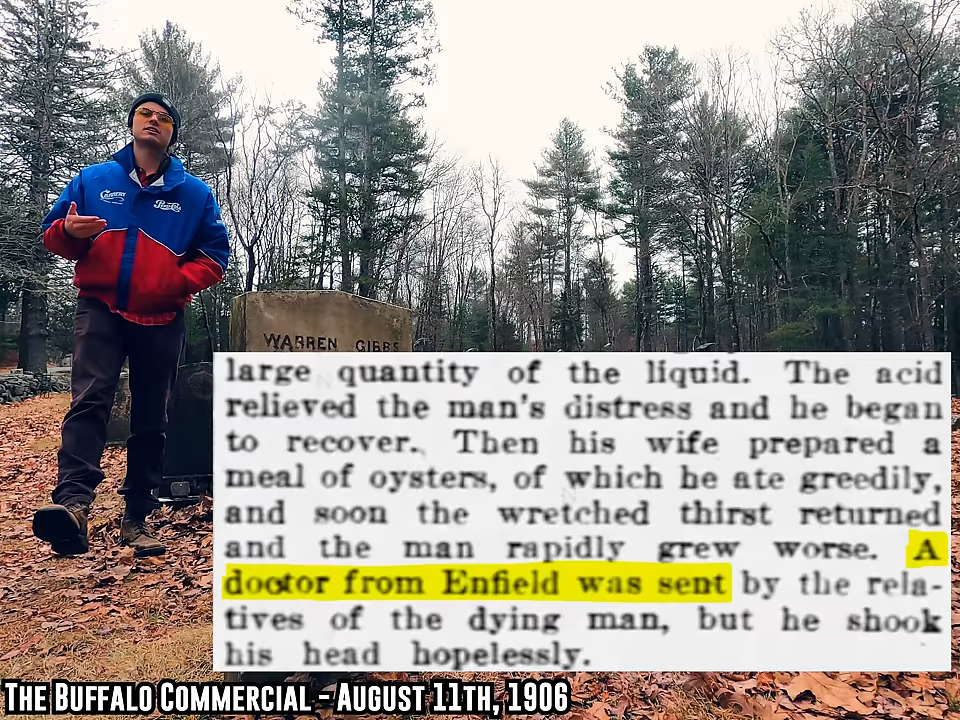 WARREN GIBBS
large quantity of the liquid. The acid
relieved the man's distress and he began
to recover. Then his wife prepared a
meal of oysters, of which he ate greedily,
and soon the wretched thirst returned
and the man rapidly grew worse. A
doctor from Enfield was sent by the rela-
tives of the dying man, but he shook
his head hopelessly.
THE BUFFALO COMMERCIAL - AUGUST 11TH, 1906